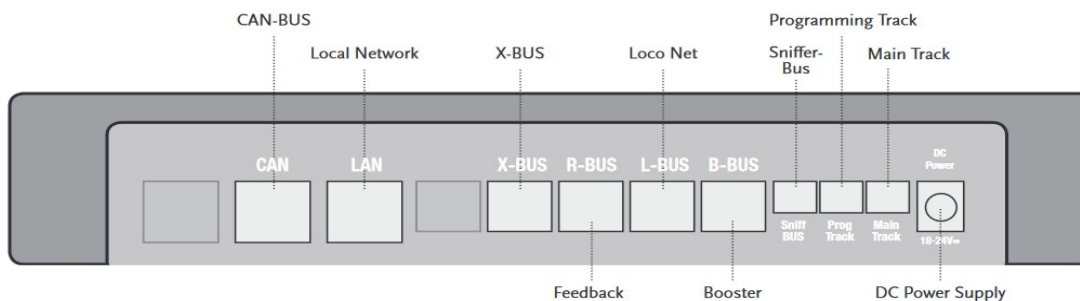 CAN-BUS
Programming Track
Local Network
X-BUS
Loco Net
Sniffer-
Bus
Main Track
CAN
LAN
X-BUS
R-BUS
L-BUS
B-BUS
DC
Power
Sniff
BUS
Prog
Track
Main
Track
18-24V=
Feedback
Booster
DC Power Supply